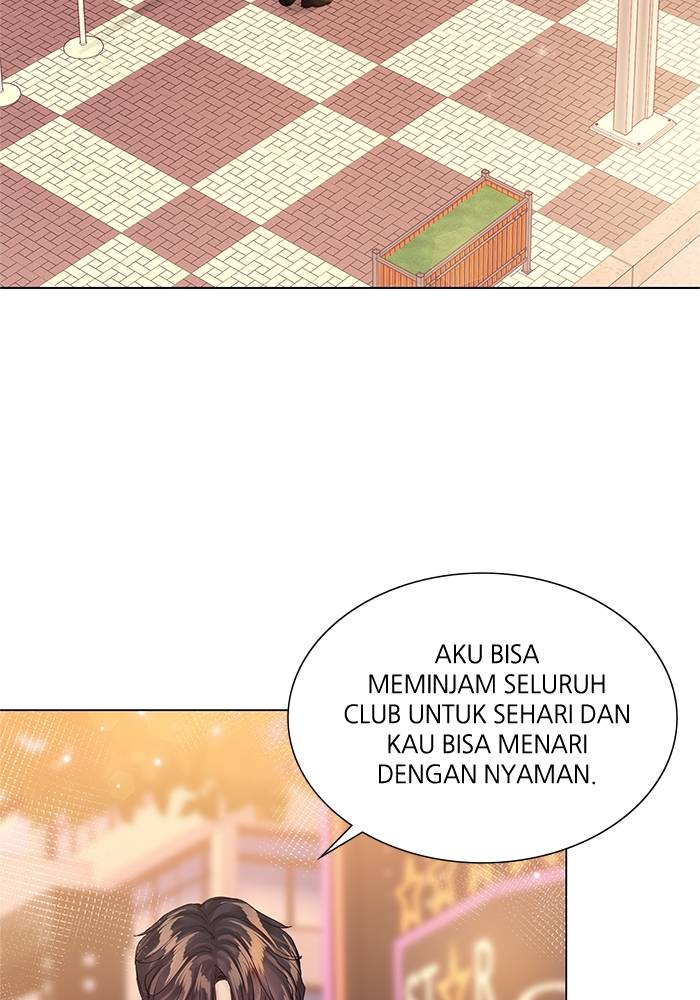 AKU BISA
MEMINJAM SELURUH
CLUB UNTUK SEHARI DAN
KAU BISA MENARI
DENGAN NYAMAN.